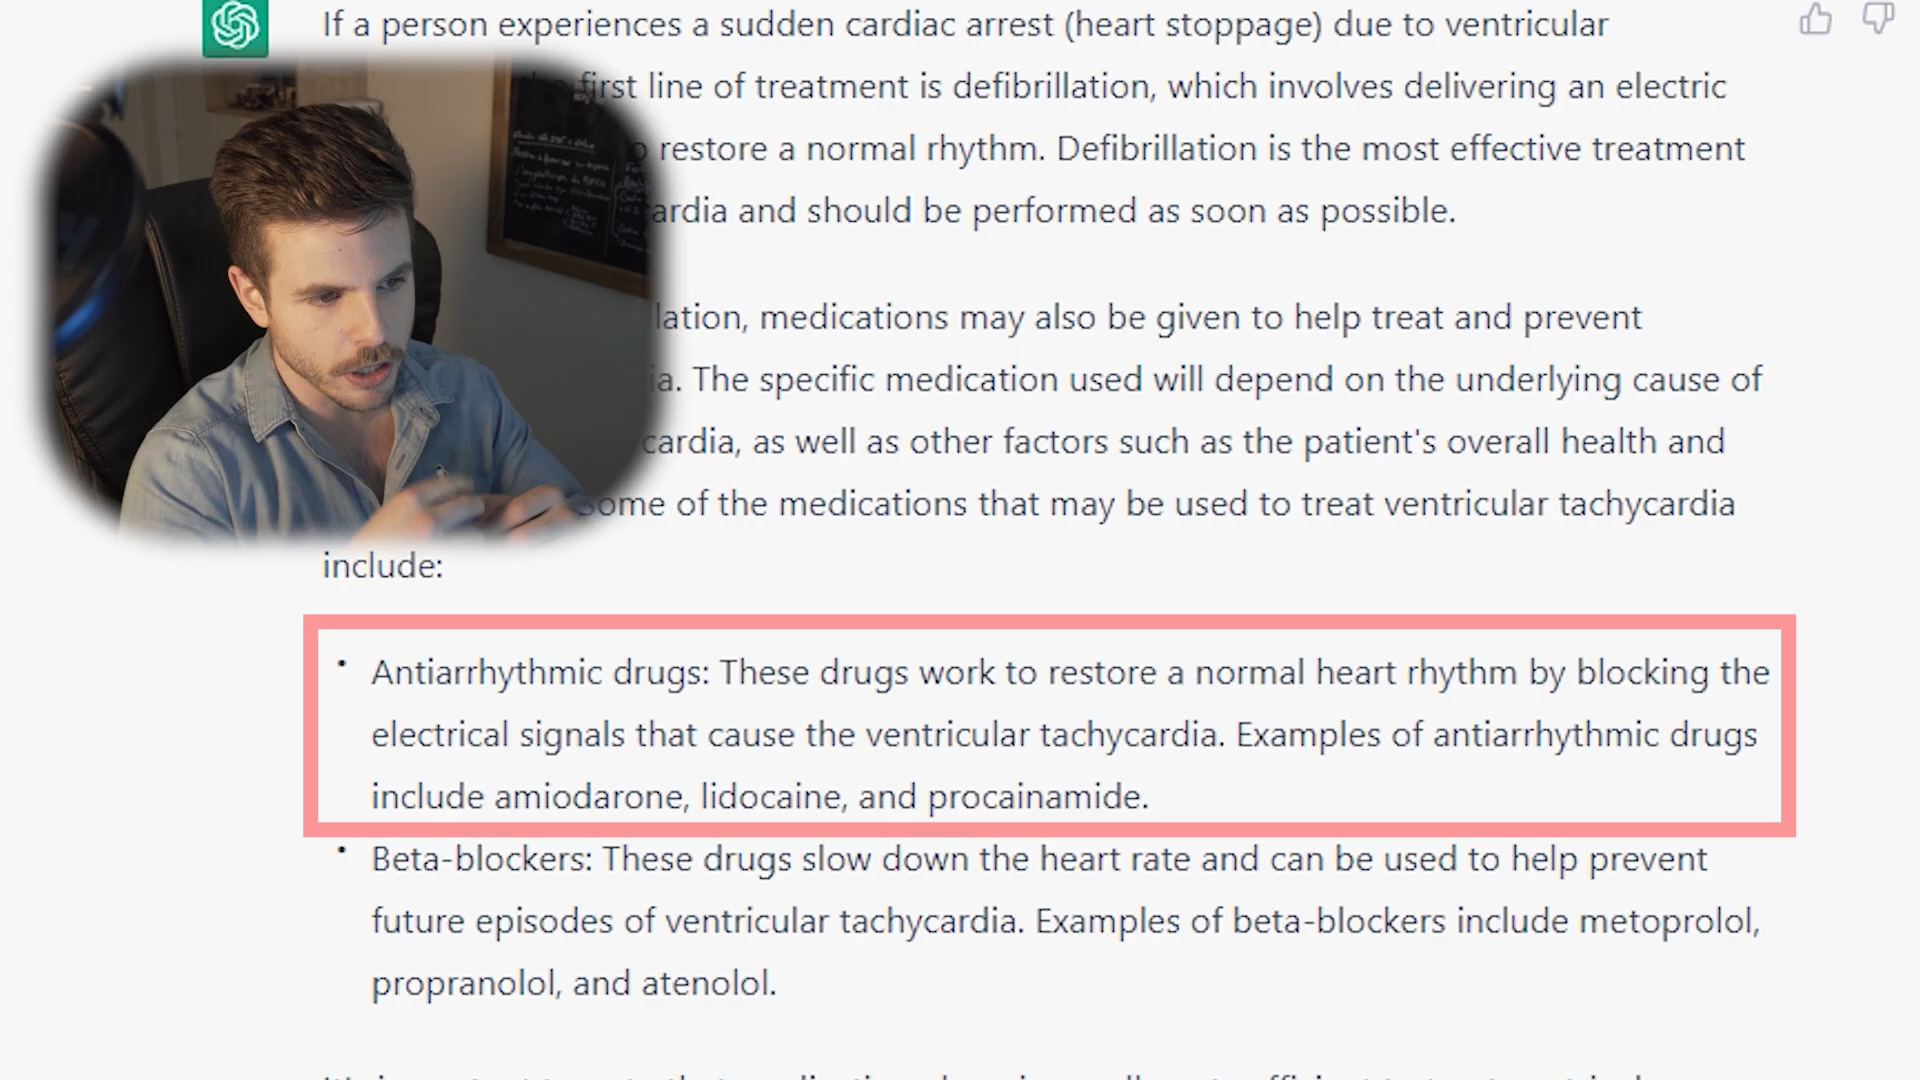 If a person experiences a sudden cardiac arrest (heart stoppage) due to ventricular
first line of treatment is defibrillation, which involves delivering an electric
restore a normal rhythm. Defibrillation is the most effective treatment
ardia and should be performed as soon as possible.
lation, medications may also be given to help treat and prevent
ia. The specific medication used will depend on the underlying cause of
cardia, as well as other factors such as the patient's overall health and
Some of the medications that may be used to treat ventricular tachycardia
include:
• Antiarrhythmic drugs: These drugs work to restore a normal heart rhythm by blocking the
electrical signals that cause the ventricular tachycardia. Examples of antiarrhythmic drugs
include amiodarone, lidocaine, and procainamide.
• Beta-blockers: These drugs slow down the heart rate and can be used to help prevent
future episodes of ventricular tachycardia. Examples of beta-blockers include metoprolol,
propranolol, and atenolol.